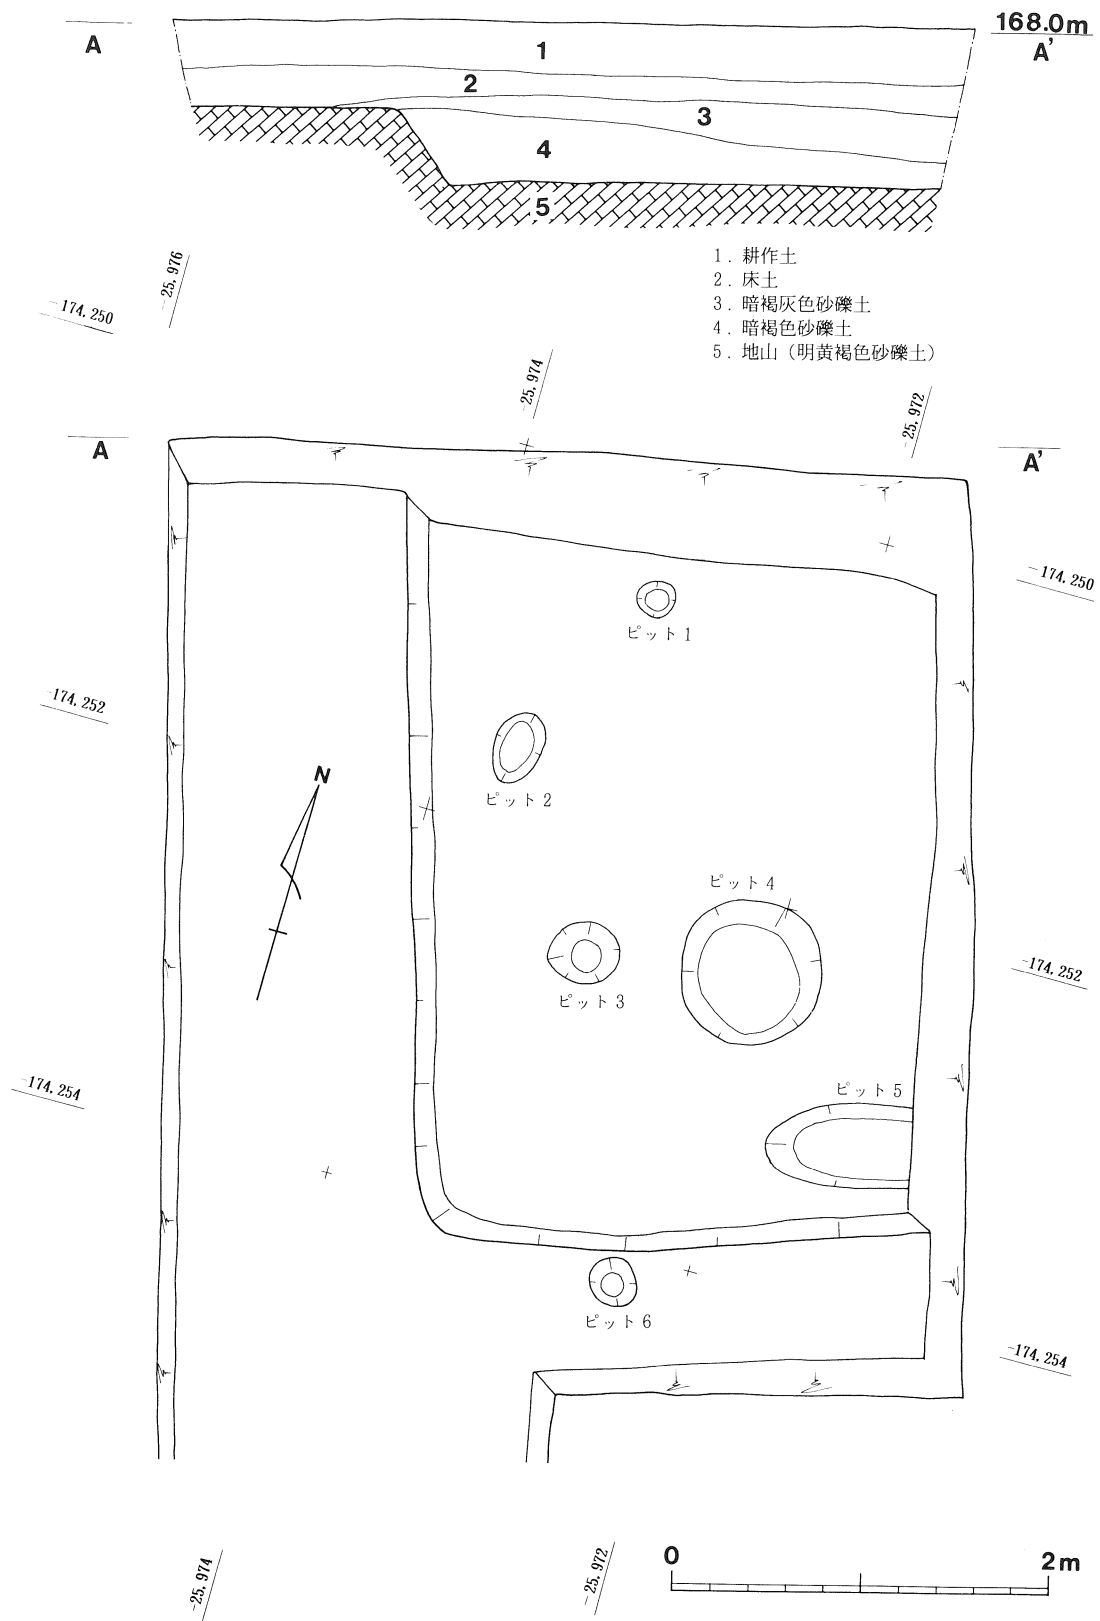 168.0m
A
A'
1
2
3
4
5
1. 耕作土
2. 床土
3. 暗褐灰色砂礫土
4. 暗褐色砂礫土
5. 地山（明黄褐色砂礫土）
-25.976
-174.250
-25.974
-25.972
A
A'
-174.250
ピット1
-174.252
N
ピット2
ピット4
-174.252
ピット3
-174.254
ピット5
ピット6
-174.254
-25.974
-25.972
0
2m